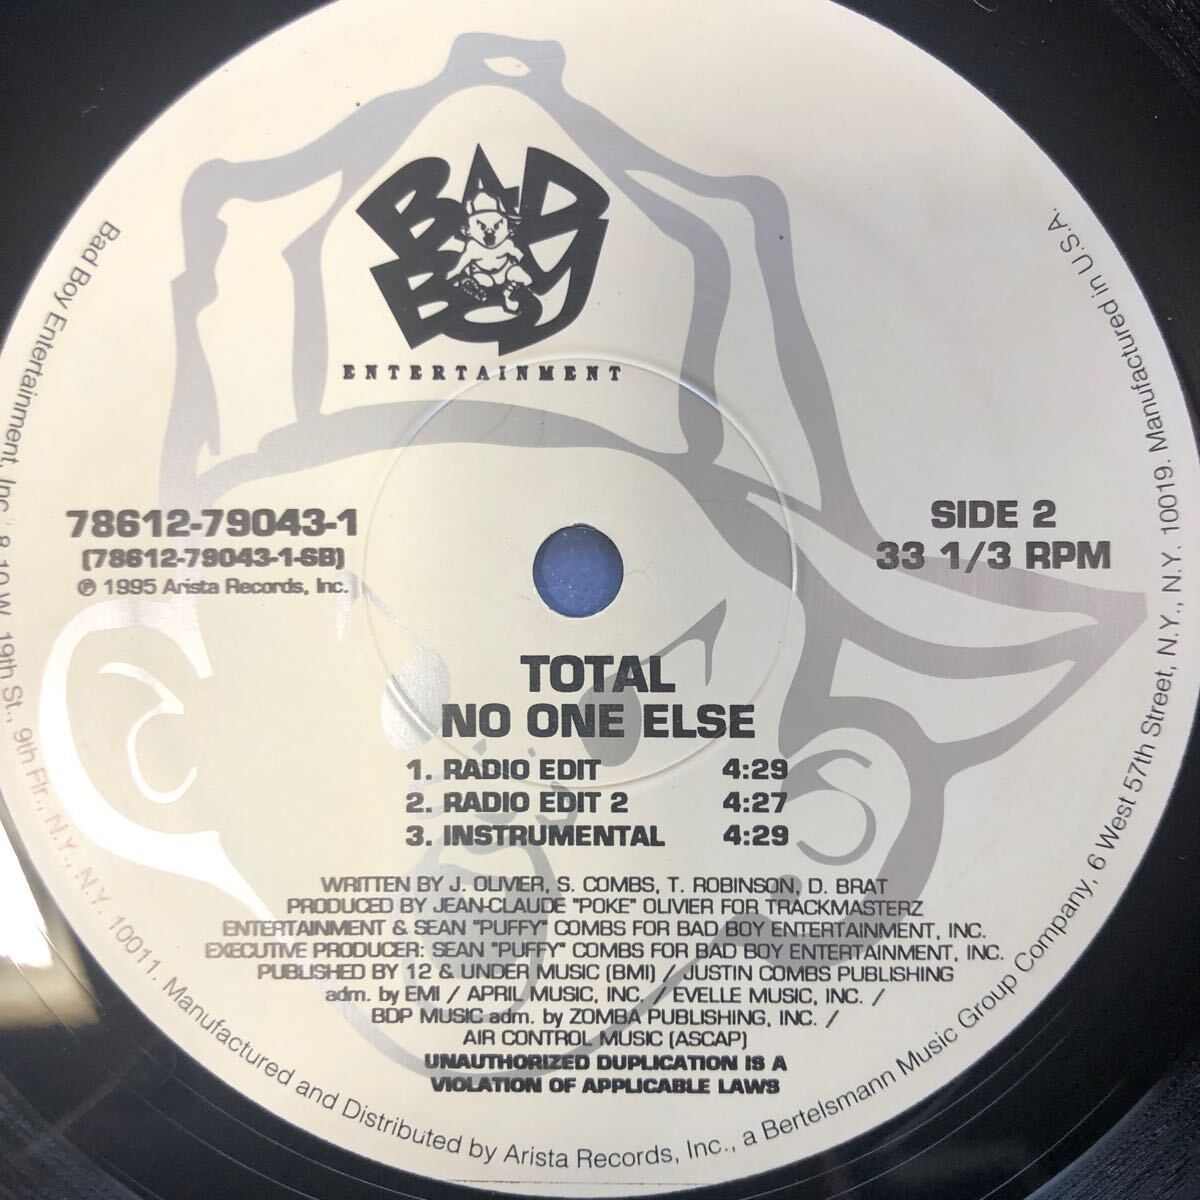 BAD BOY
ENTERTAINMENT
78612-79043-1
(78612-79043-1-SB)
℗ 1995 Arista Records, Inc.
SIDE 2
33 1/3 RPM
TOTAL
NO ONE ELSE
1. RADIO EDIT 4:29
2. RADIO EDIT 2 4:27
3. INSTRUMENTAL 4:29
WRITTEN BY J. OLIVER, S. COMBS, T. ROBINSON, D. BRAT
PRODUCED BY JEAN-CLAUDE "POKE" OLIVIER FOR TRACKMASTERZ
ENTERTAINMENT & SEAN "PUFFY" COMBS FOR BAD BOY ENTERTAINMENT, INC.
EXECUTIVE PRODUCER: SEAN "PUFFY" COMBS FOR BAD BOY ENTERTAINMENT, INC.
PUBLISHED BY 12 & UNDER MUSIC (BMI) / JUSTIN COMBS PUBLISHING
adm. by EMI / APRIL MUSIC, INC. / EVELLE MUSIC, INC. /
BDP MUSIC adm. by ZOMBA PUBLISHING, INC. /
AIR CONTROL MUSIC (ASCAP)
UNAUTHORIZED DUPLICATION IS A
VIOLATION OF APPLICABLE LAWS
Bad Boy Entertainment, Inc., 8-10 W. 19th St., 9th Flr., N.Y., N.Y. 10011. Manufactured and Distributed by Arista Records, Inc., a Bertelsmann Music Group Company, 6 West 57th Street, N.Y., N.Y. 10019. Manufactured in U.S.A.